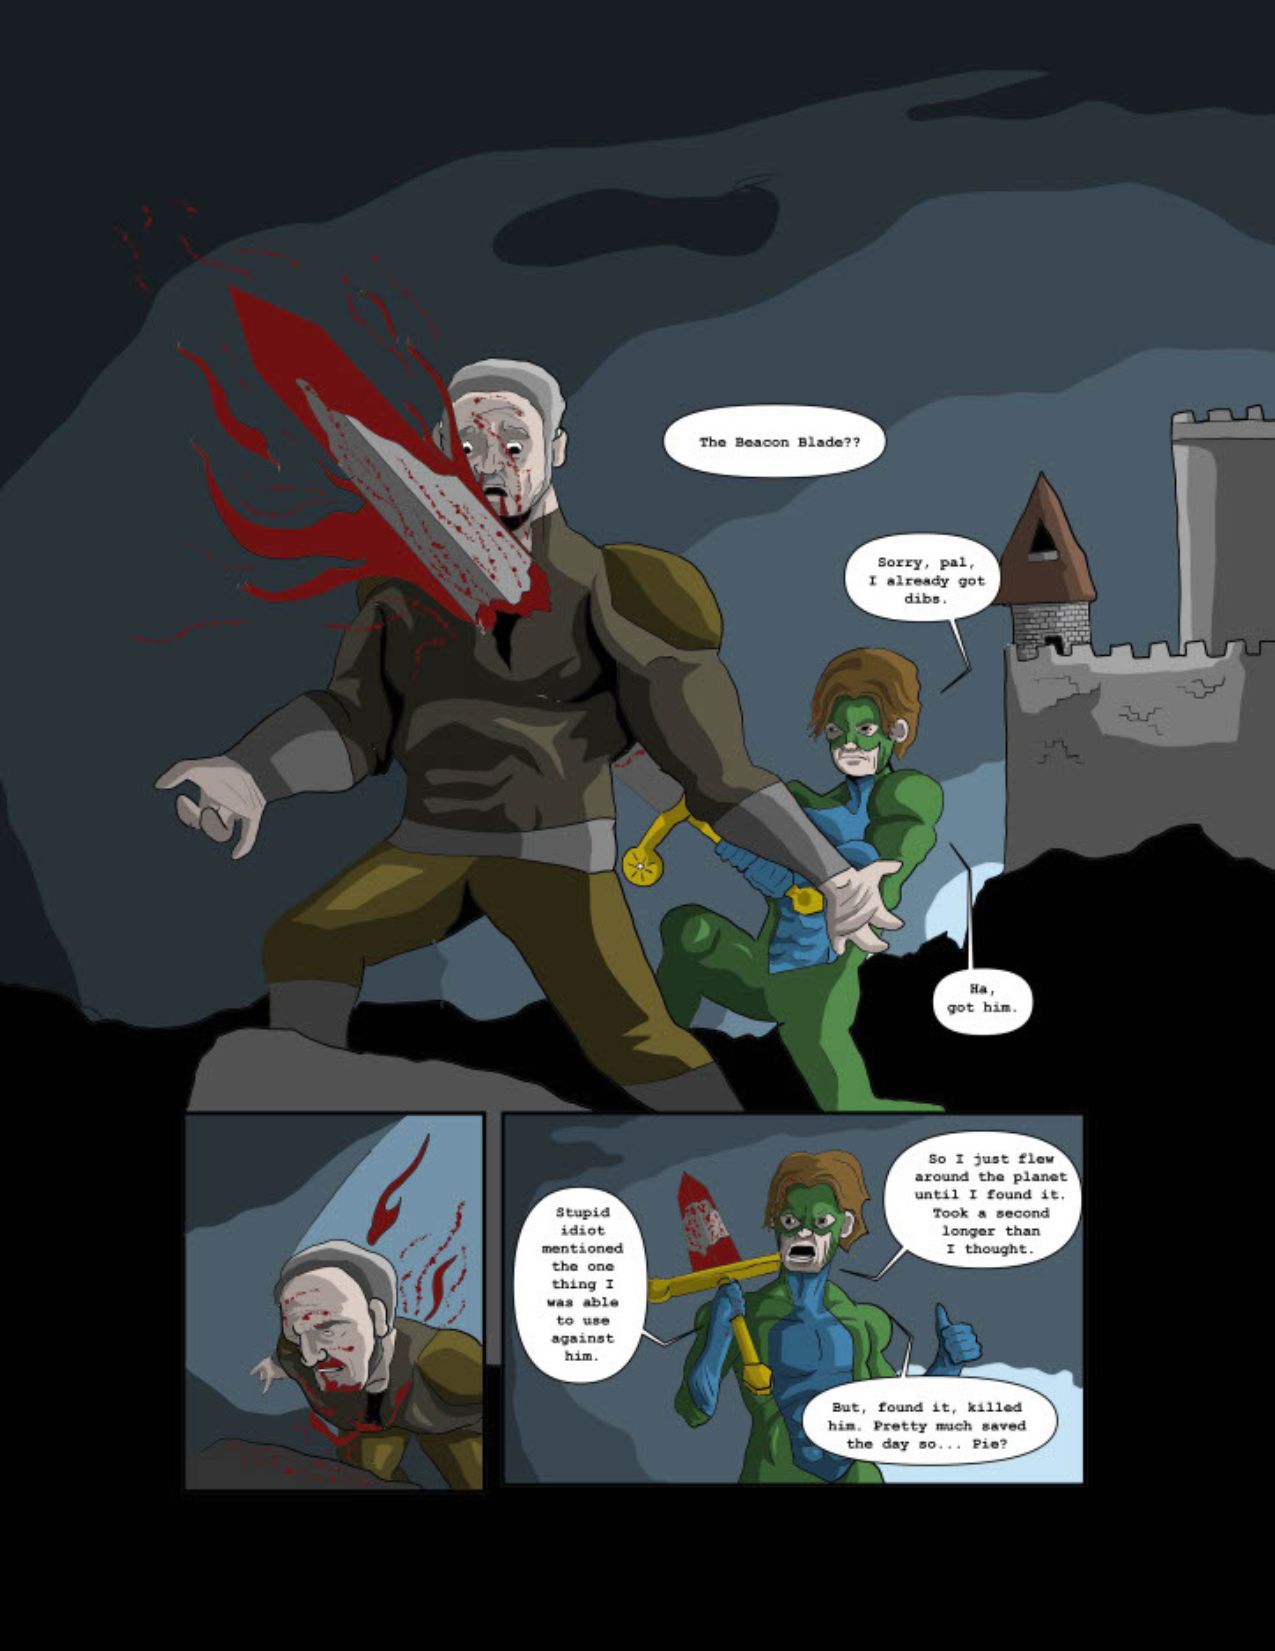 The Beacon Blade??
Sorry, pal,
I already got
dibs.
Ha,
got him.
Stupid
idiot
mentioned
the one
thing I
was able
to use
against
him.
So I just flew
around the planet
until I found it.
Took a second
longer than
I thought.
But, found it, killed
him. Pretty much saved
the day so... Pie?